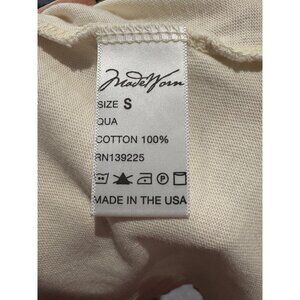 MadeWorn
SIZE S
QUA
COTTON 100%
RN139225
MADE IN THE USA